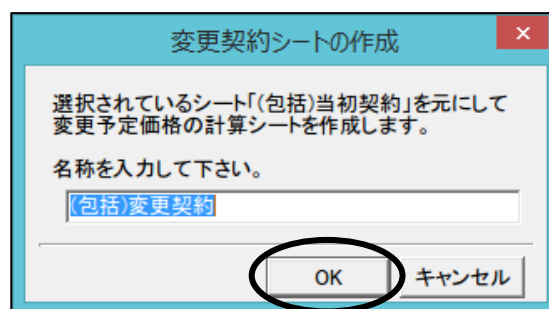 変更契約シートの作成
×
選択されているシート「(包括)当初契約」を元にして
変更予定価格の計算シートを作成します。
名称を入力して下さい。
(包括)変更契約
OK キャンセル